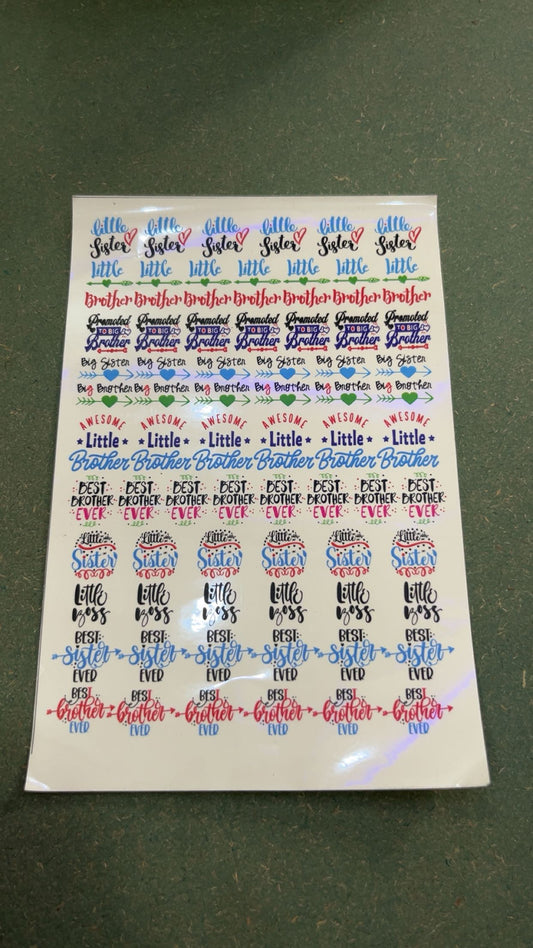 Little Little Little Little Little Little
Sister Sister Sister Sister Sister Sister
Little Little Little Little Little Little Little
Brother Brother Brother Brother Brother Brother Brother
Promoted Promoted Promoted Promoted Promoted Promoted Promoted
TO BIG TO BIG TO BIG TO BIG TO BIG TO BIG TO BIG
Brother Brother Brother Brother Brother Brother Brother
Big Sister Big Sister Big Sister Big Sister Big Sister Big Sister
Big Brother Big Brother Big Brother Big Brother Big Brother Big Brother
AWESOME AWESOME AWESOME AWESOME AWESOME AWESOME
Little Little Little Little Little Little
Brother Brother Brother Brother Brother Brother
BEST BEST BEST BEST BEST BEST BEST
BROTHER BROTHER BROTHER BROTHER BROTHER BROTHER BROTHER
EVER EVER EVER EVER EVER EVER EVER
Little Little Little Little Little Little
Sister Sister Sister Sister Sister Sister
Little Little Little Little Little Little
Boss Boss Boss Boss Boss Boss
BEST BEST BEST BEST BEST BEST
Sister Sister Sister Sister Sister Sister
EVER EVER EVER EVER EVER EVER
BEST BEST BEST BEST BEST BEST
brother brother brother brother brother brother
EVER EVER EVER EVER EVER EVER